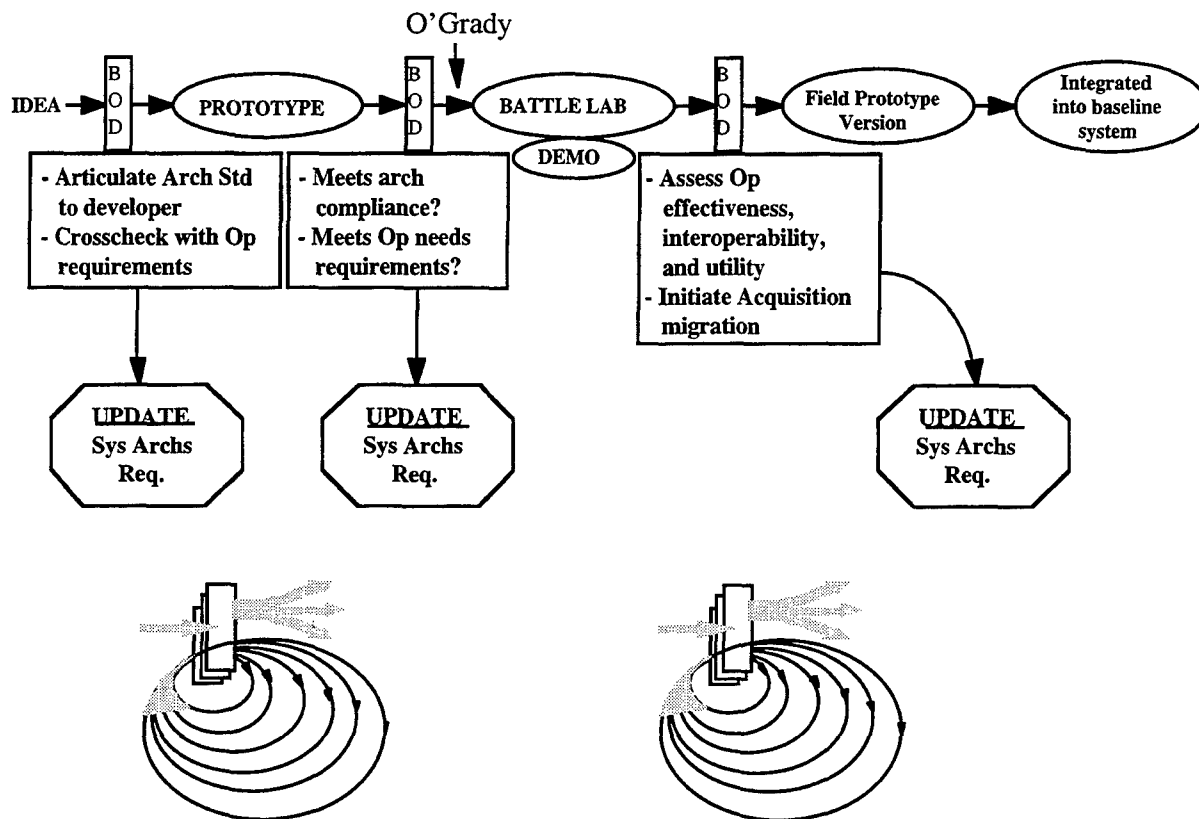 O'Grady
IDEA
B
O
D
PROTOTYPE
B
O
D
BATTLE LAB
DEMO
B
O
D
Field Prototype
Version
Integrated
into baseline
system
- Articulate Arch Std
to developer
- Crosscheck with Op
requirements
- Meets arch
compliance?
- Meets Op needs
requirements?
- Assess Op
effectiveness,
interoperability,
and utility
- Initiate Acquisition
migration
UPDATE
Sys Archs
Req.
UPDATE
Sys Archs
Req.
UPDATE
Sys Archs
Req.